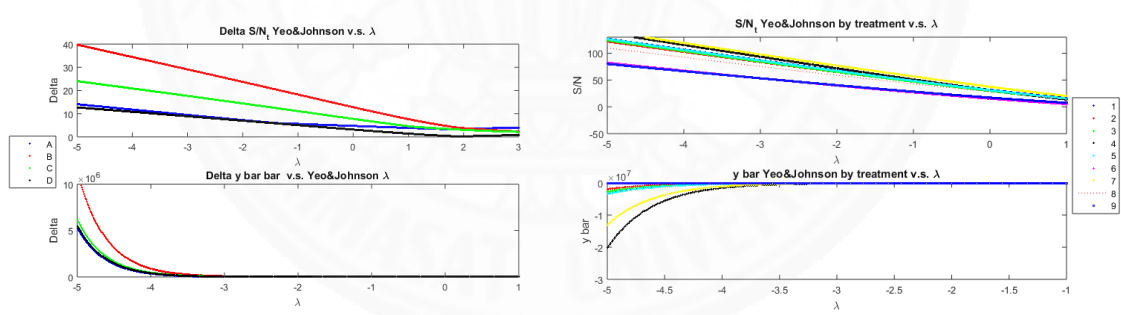 Delta S/N_t Yeo&Johnson v.s. λ
40
30
20
10
0
Delta
-5 -4 -3 -2 -1 0 1 2 3
λ
A
B
C
D
Delta y bar bar v.s. Yeo&Johnson λ
×10^6
10
5
0
Delta
-5 -4 -3 -2 -1 0 1
λ
S/N_t Yeo&Johnson by treatment v.s. λ
100
50
0
-50
S/N
-5 -4 -3 -2 -1 0 1
λ
y bar Yeo&Johnson by treatment v.s. λ
×10^7
0
-1
-2
-3
y bar
-5 -4.5 -4 -3.5 -3 -2.5 -2 -1.5 -1
λ
1
2
3
4
5
6
7
8
9